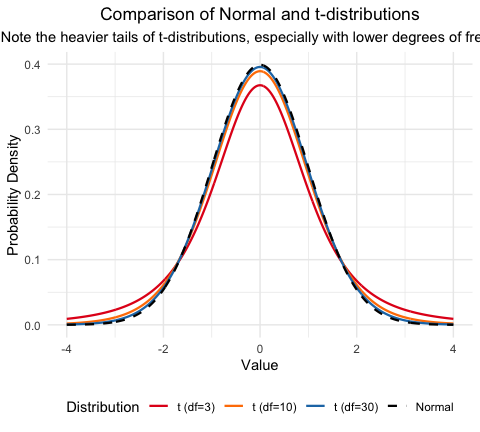 Comparison of Normal and t-distributions
Note the heavier tails of t-distributions, especially with lower degrees of fre
0.4
0.3
0.2
0.1
0.0
Probability Density
-4 -2 0 2 4
Value
Distribution t (df=3) t (df=10) t (df=30) Normal